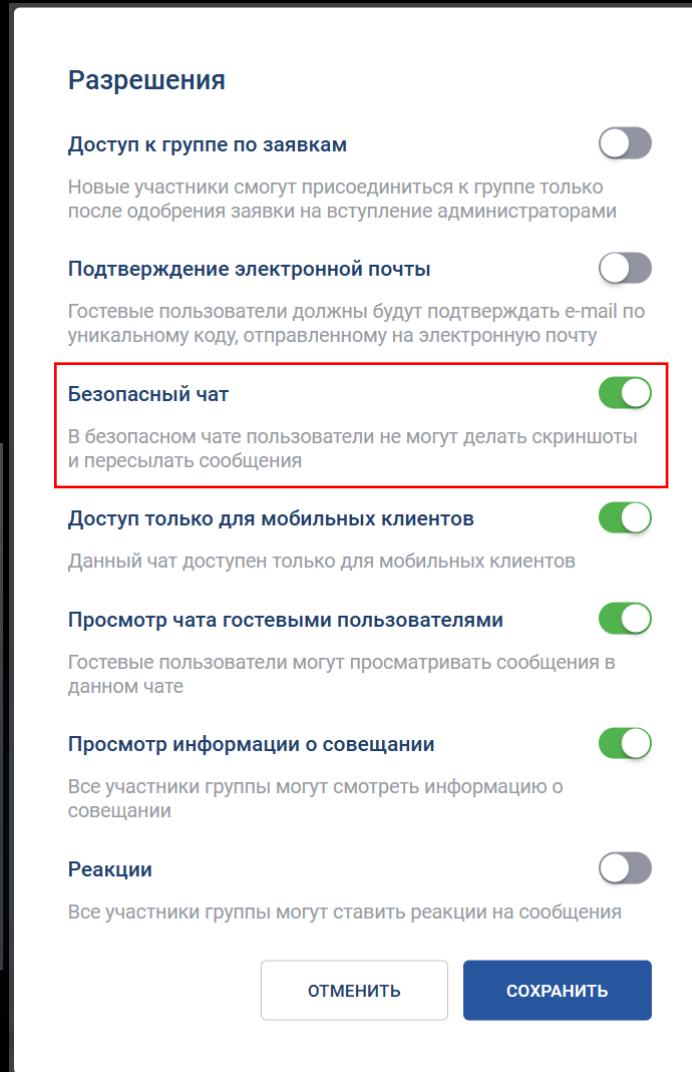 Разрешения
Доступ к группе по заявкам
Новые участники смогут присоединиться к группе только
после одобрения заявки на вступление администраторами
Подтверждение электронной почты
Гостевые пользователи должны будут подтверждать e-mail по
уникальному коду, отправленному на электронную почту
Безопасный чат
В безопасном чате пользователи не могут делать скриншоты
и пересылать сообщения
Доступ только для мобильных клиентов
Данный чат доступен только для мобильных клиентов
Просмотр чата гостевыми пользователями
Гостевые пользователи могут просматривать сообщения в
данном чате
Просмотр информации о совещании
Все участники группы могут смотреть информацию о
совещании
Реакции
Все участники группы могут ставить реакции на сообщения
ОТМЕНИТЬ
СОХРАНИТЬ